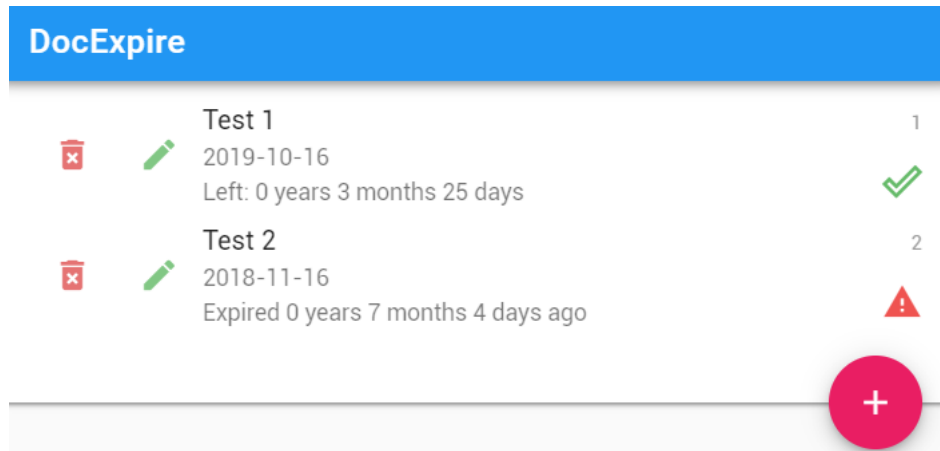 DocExpire
Test 1
1
2019-10-16
Left: 0 years 3 months 25 days
Test 2
2
2018-11-16
Expired 0 years 7 months 4 days ago